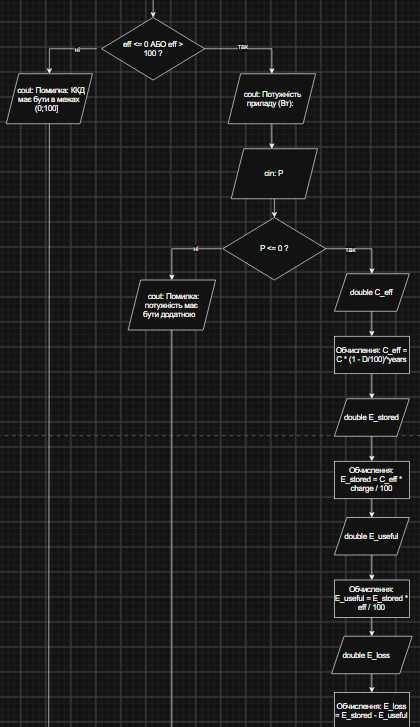 eff <= 0 АБО eff >
100 ?
ні
так
cout: Помилка: ККД
має бути в межах
(0;100]
cout: Потужність
приладу (Вт):
cin: P
P <= 0 ?
ні
так
cout: Помилка:
потужність має
бути додатною
double C_eff
Обчислення: C_eff =
C * (1 - D/100)^years
double E_stored
Обчислення:
E_stored = C_eff *
charge / 100
double E_useful
Обчислення:
E_useful = E_stored *
eff / 100
double E_loss
Обчислення: E_loss
= E_stored - E_useful